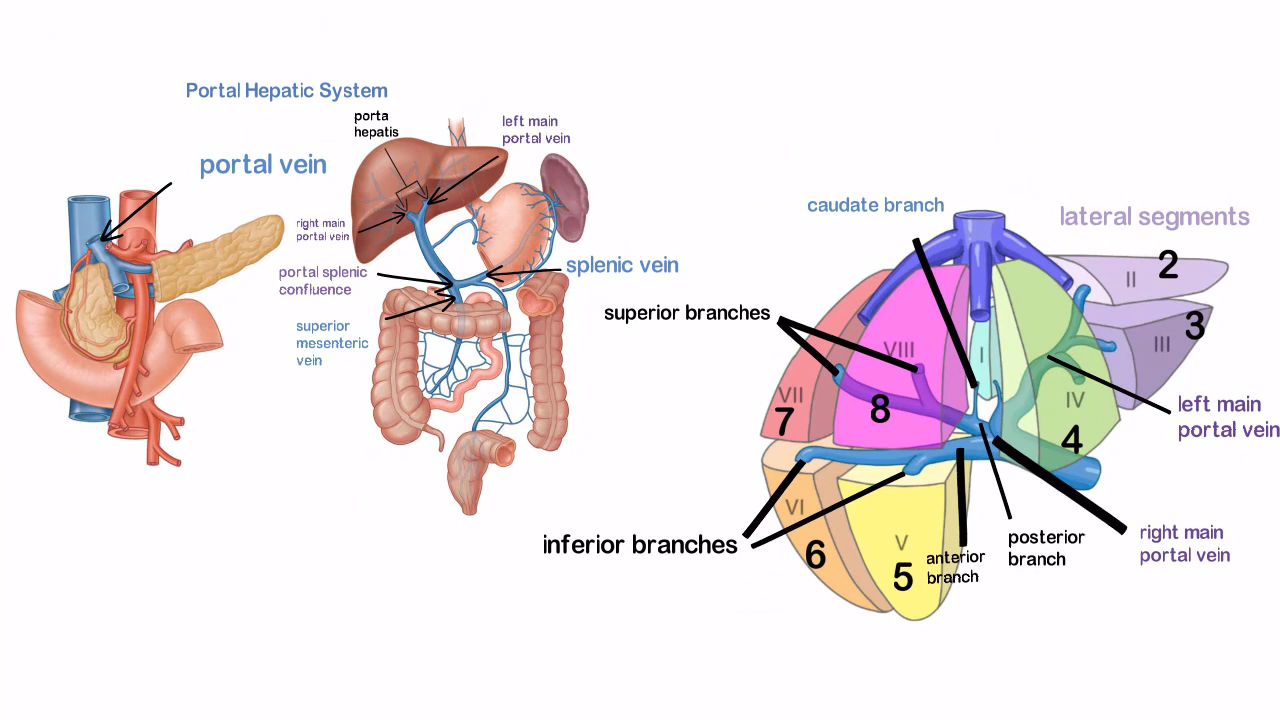 Portal Hepatic System
porta
hepatis
left main
portal vein
portal vein
right main
portal vein
portal splenic
confluence
splenic vein
superior
mesenteric
vein
caudate branch
lateral segments
II
2
3
III
superior branches
VIII
I
VII
7
8
IV
4
left main
portal vein
VI
6
V
5
inferior branches
anterior
branch
posterior
branch
right main
portal vein